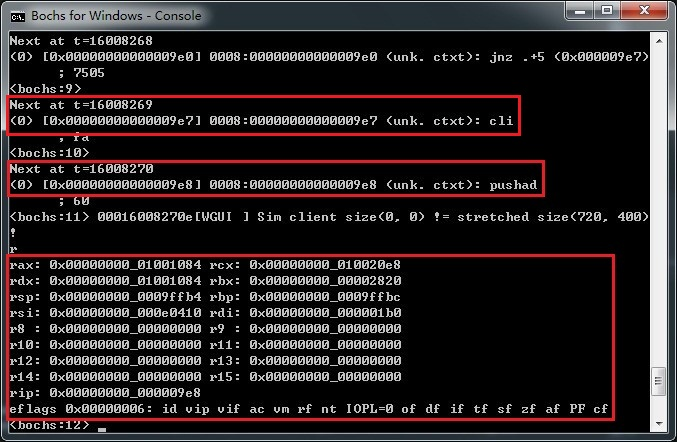 Bochs for Windows - Console
Next at t=16008268
(0) [0x00000000000009e0] 0008:00000000000009e0 (unk. ctxt): jnz .+5 (0x000009e7)
; 7505
<bochs:9>
Next at t=16008269
(0) [0x00000000000009e7] 0008:00000000000009e7 (unk. ctxt): cli
; fa
<bochs:10>
Next at t=16008270
(0) [0x00000000000009e8] 0008:00000000000009e8 (unk. ctxt): pushad
; 60
<bochs:11> 00016008270e[WGUI ] Sim client size(0, 0) != stretched size(720, 400)
!
r
rax: 0x00000000_01001084 rcx: 0x00000000_010020e8
rdx: 0x00000000_01001084 rbx: 0x00000000_00002820
rsp: 0x00000000_0009ffb4 rbp: 0x00000000_0009ffbc
rsi: 0x00000000_000e0410 rdi: 0x00000000_000001b0
r8 : 0x00000000_00000000 r9 : 0x00000000_00000000
r10: 0x00000000_00000000 r11: 0x00000000_00000000
r12: 0x00000000_00000000 r13: 0x00000000_00000000
r14: 0x00000000_00000000 r15: 0x00000000_00000000
rip: 0x00000000_000009e8
eflags 0x00000006: id vip vif ac vm rf nt IOPL=0 of df if tf sf zf af PF cf
<bochs:12>